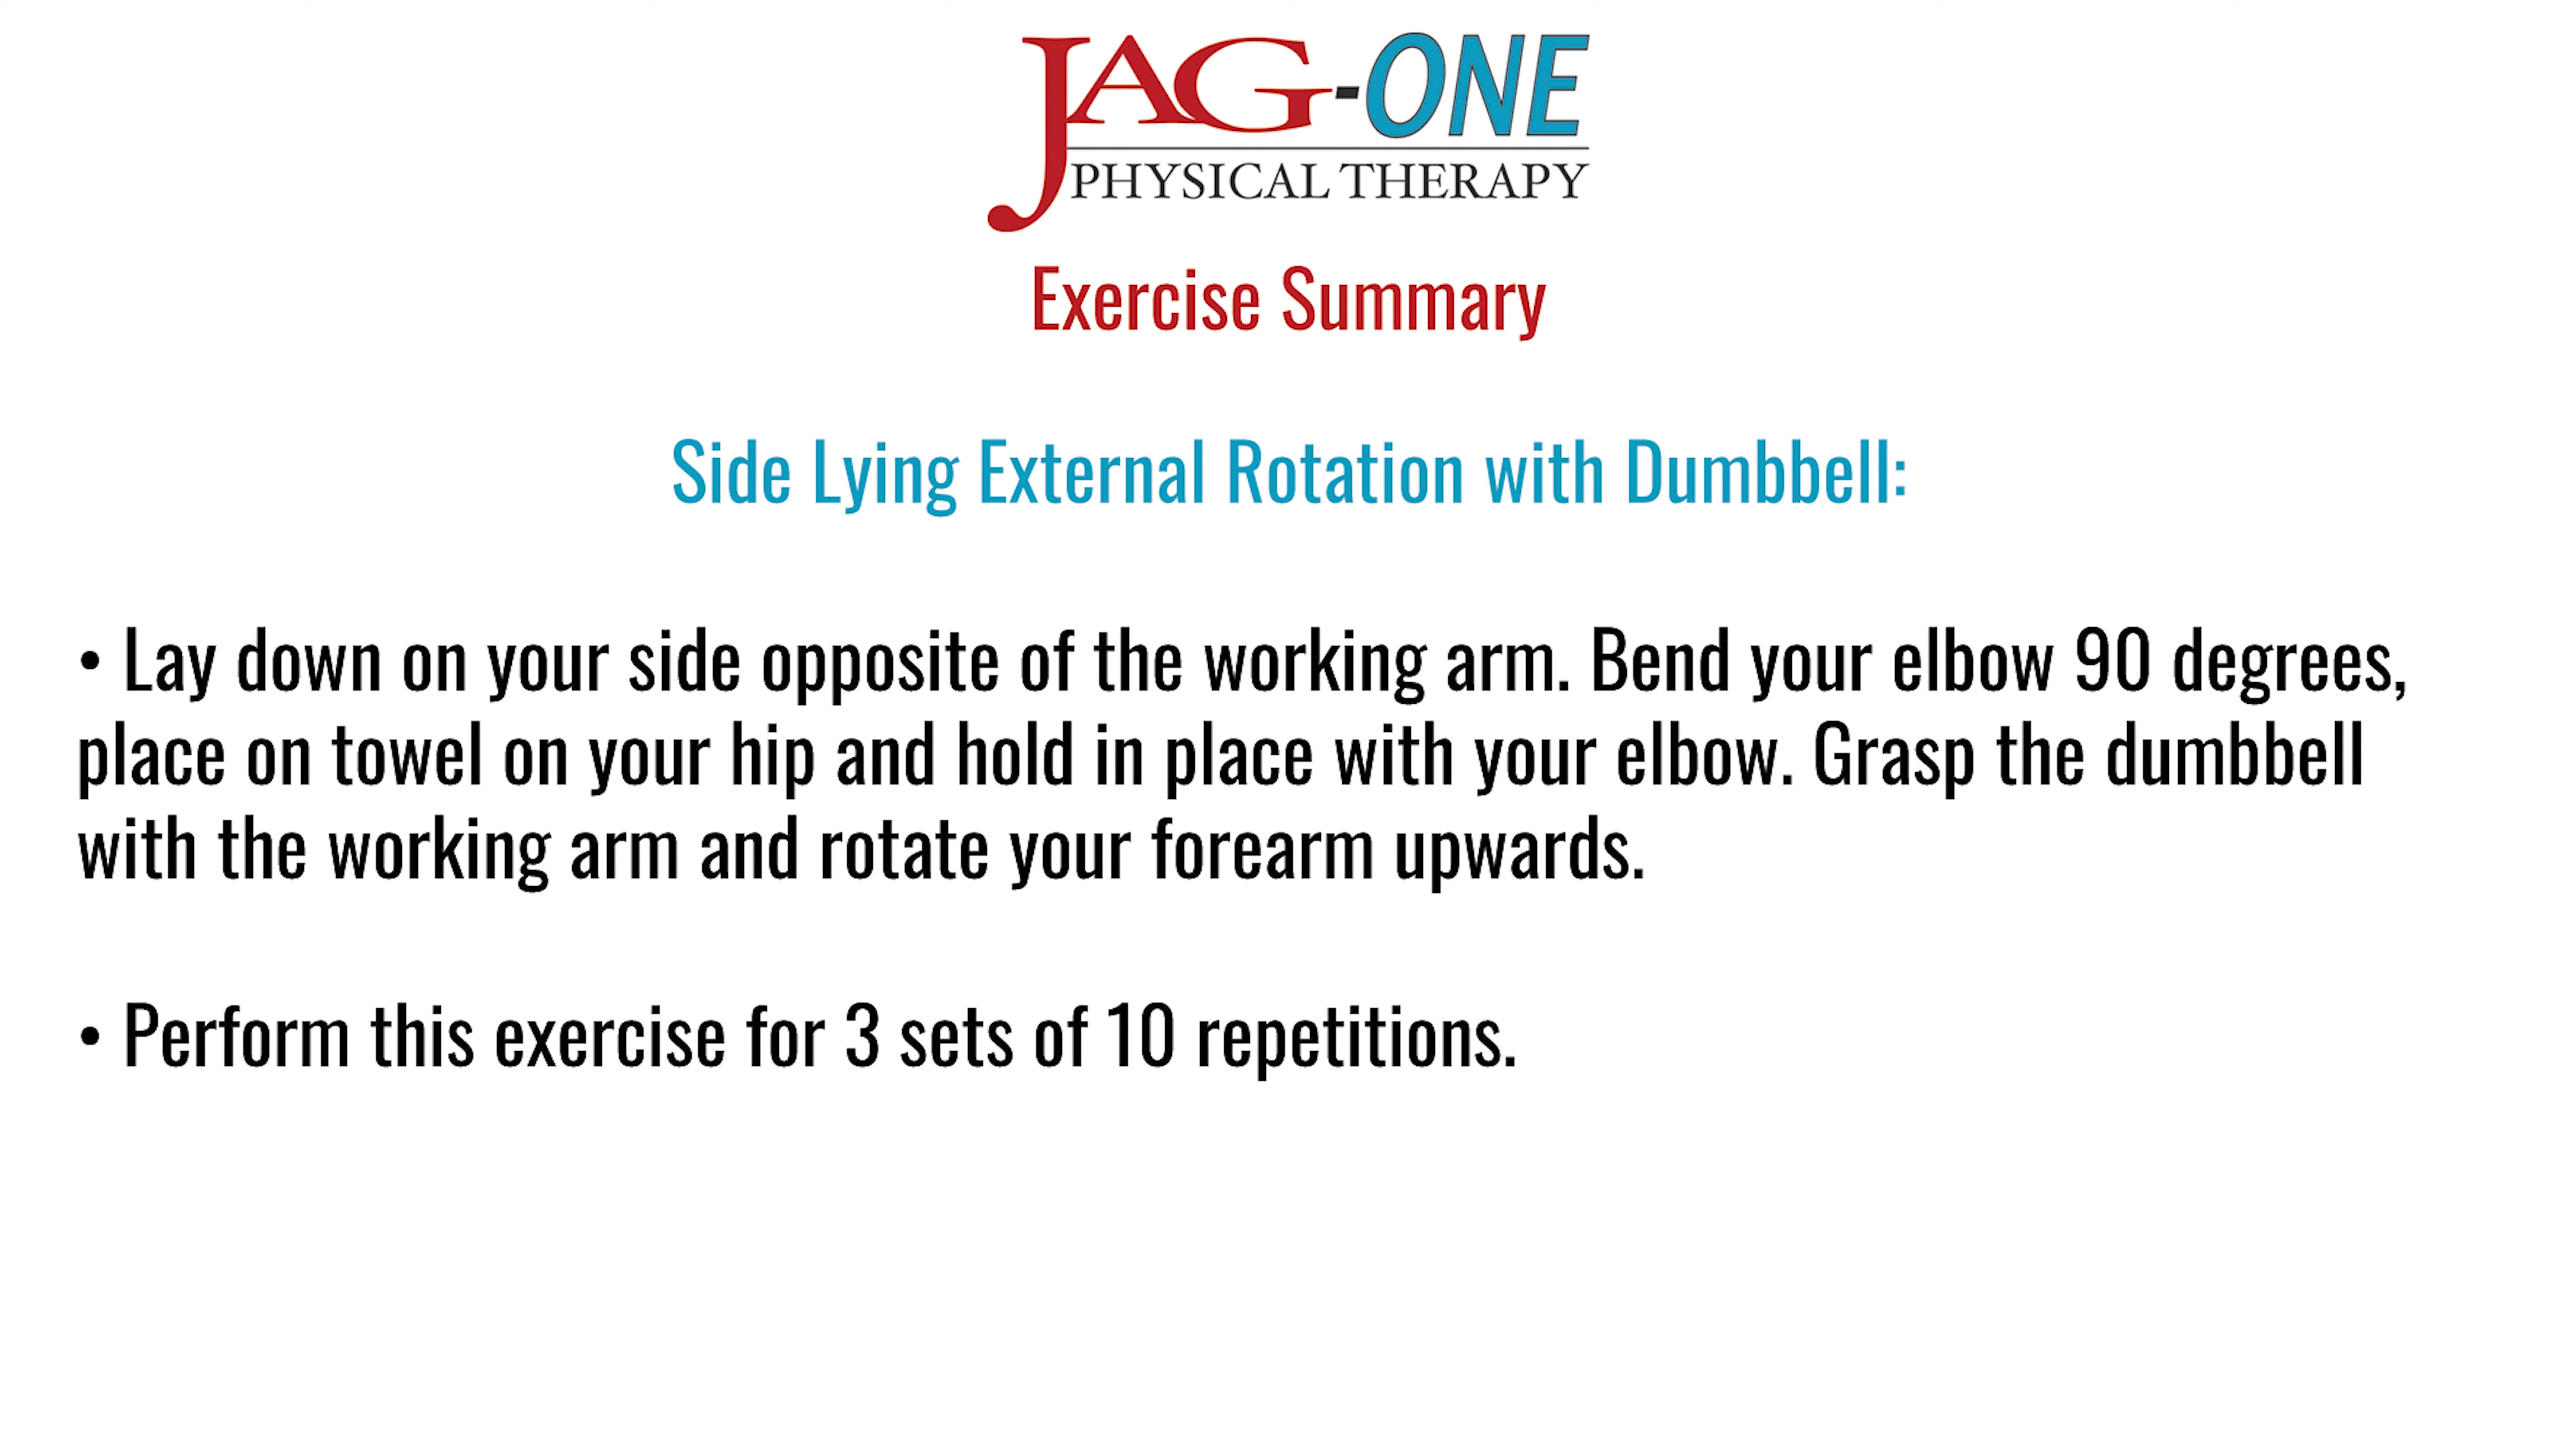 JAG-ONE
PHYSICAL THERAPY
Exercise Summary
Side Lying External Rotation with Dumbbell:
• Lay down on your side opposite of the working arm. Bend your elbow 90 degrees,
place on towel on your hip and hold in place with your elbow. Grasp the dumbbell
with the working arm and rotate your forearm upwards.
• Perform this exercise for 3 sets of 10 repetitions.